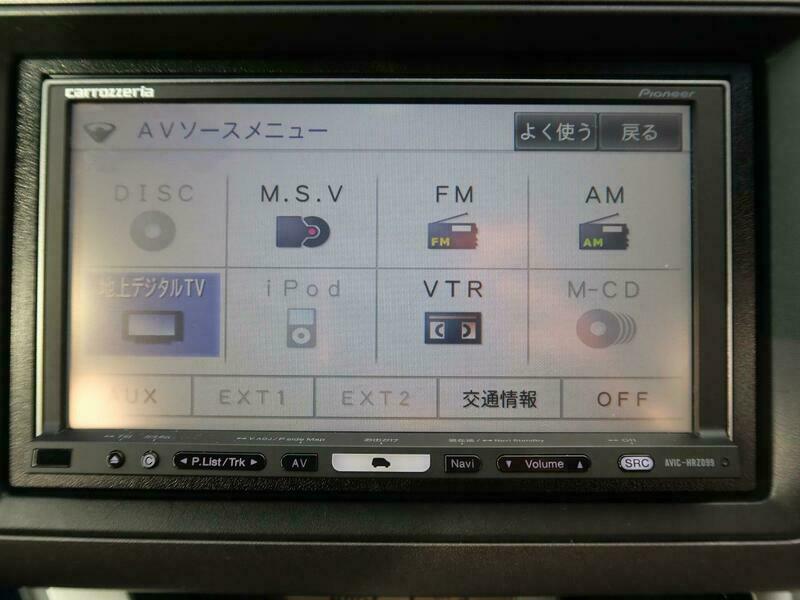 carrozzeria Pioneer
AVソースメニュー よく使う 戻る
DISC M.S.V FM AM
FM AM
地上デジタルTV iPod VTR M-CD
AUX EXT1 EXT2 交通情報 OFF
C P.List/Trk AV Navi Volume SRC AVIC-HRZ099